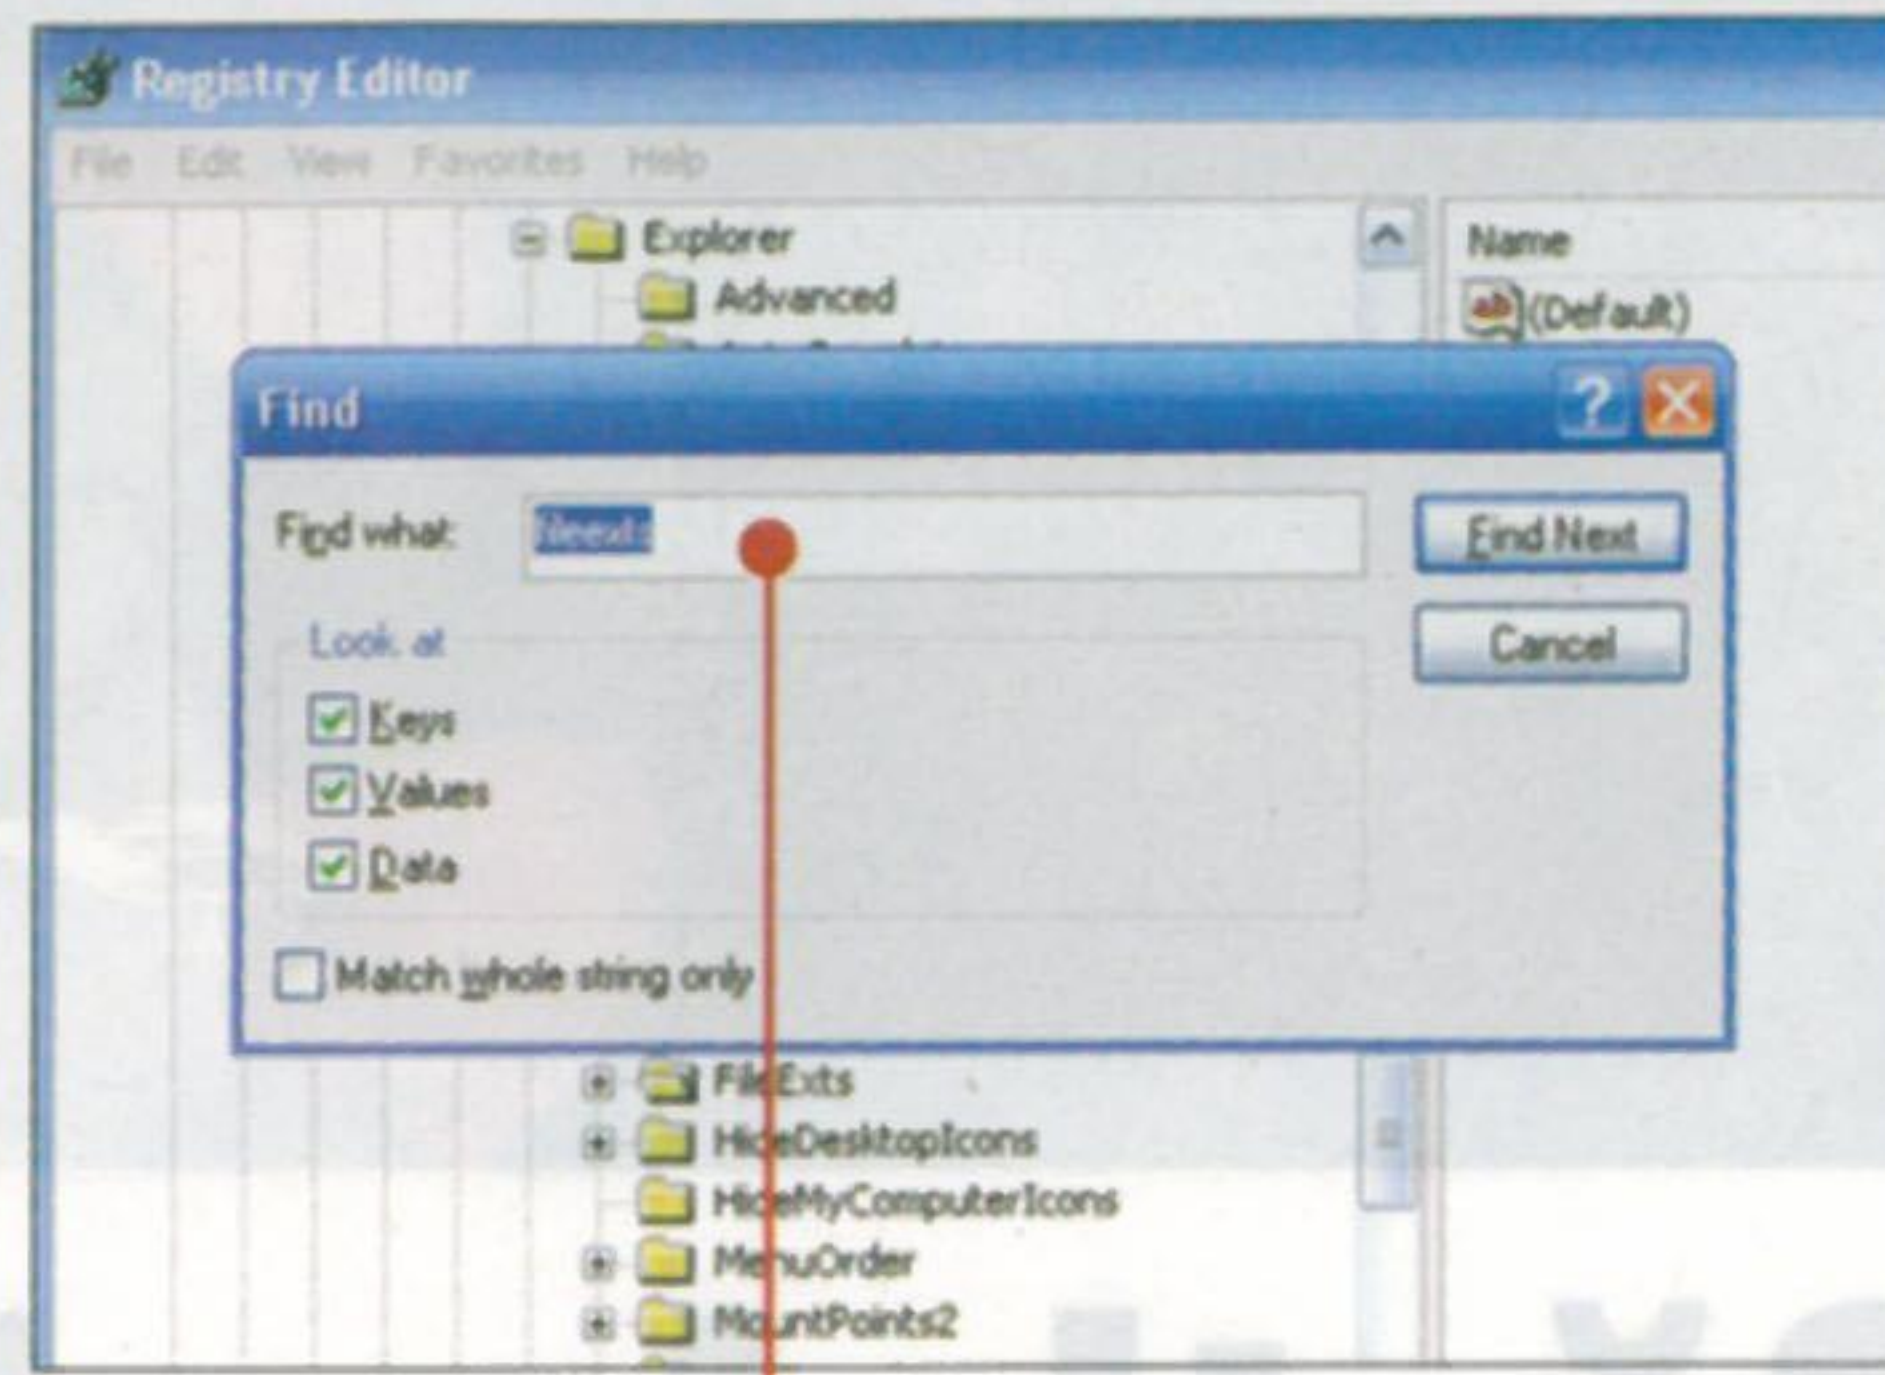 Registry Editor
File Edit View Favorites Help
Explorer
Advanced
Name
(Default)
Find
Find what:
fileexts
Find Next
Cancel
Look at
Keys
Values
Data
Match whole string only
FileExts
HideDesktopIcons
HideMyComputerIcons
MenuOrder
MountPoints2